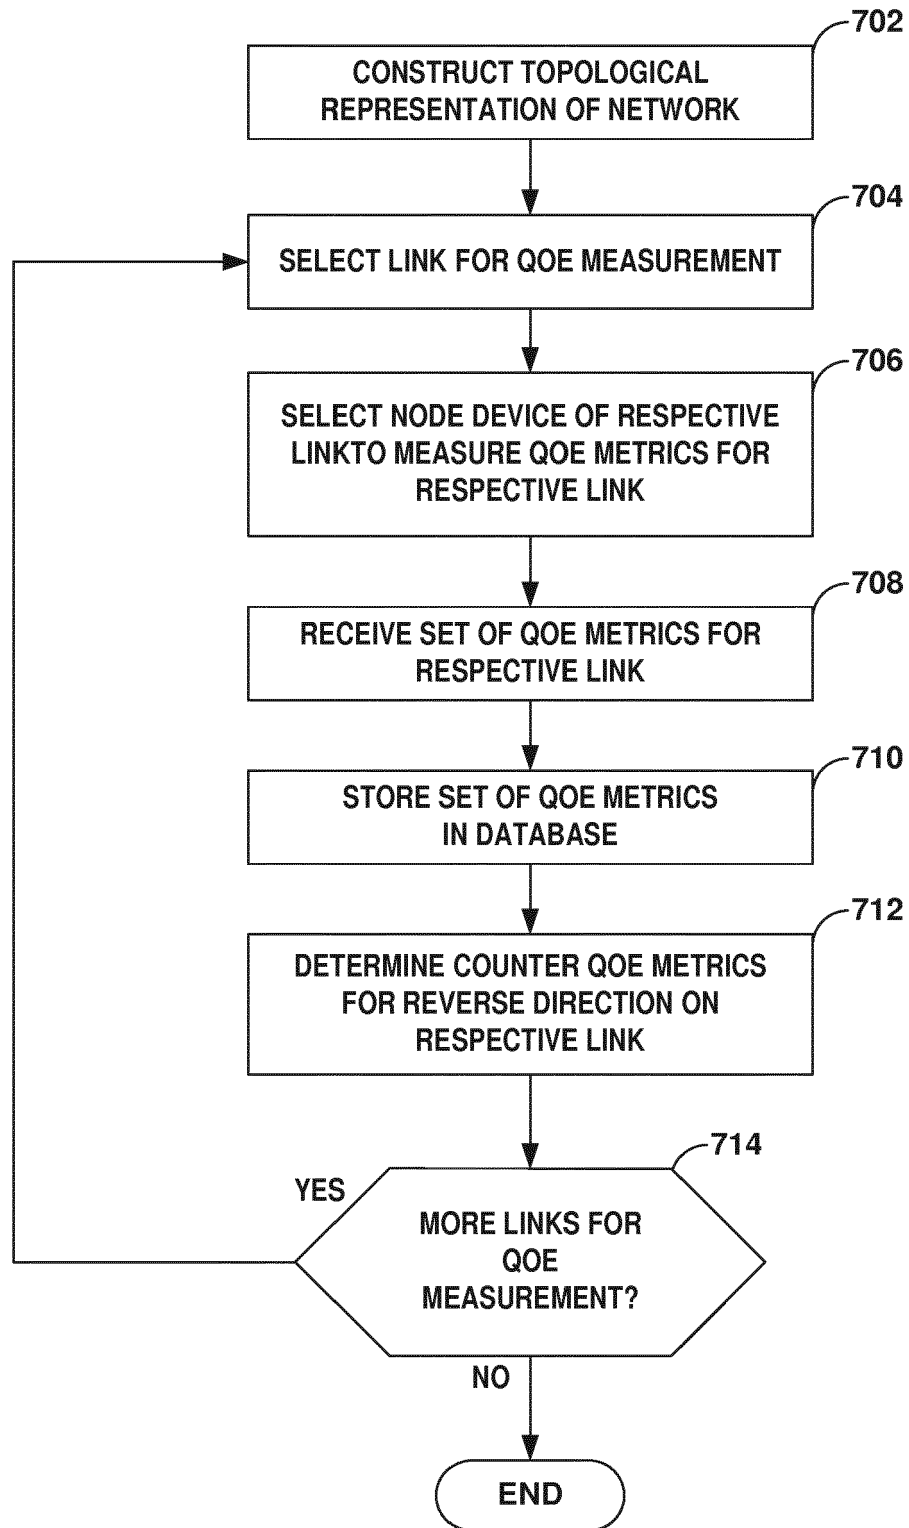 702
CONSTRUCT TOPOLOGICAL
REPRESENTATION OF NETWORK
704
SELECT LINK FOR QOE MEASUREMENT
706
SELECT NODE DEVICE OF RESPECTIVE
LINKTO MEASURE QOE METRICS FOR
RESPECTIVE LINK
708
RECEIVE SET OF QOE METRICS FOR
RESPECTIVE LINK
710
STORE SET OF QOE METRICS
IN DATABASE
712
DETERMINE COUNTER QOE METRICS
FOR REVERSE DIRECTION ON
RESPECTIVE LINK
714
YES
MORE LINKS FOR
QOE
MEASUREMENT?
NO
END